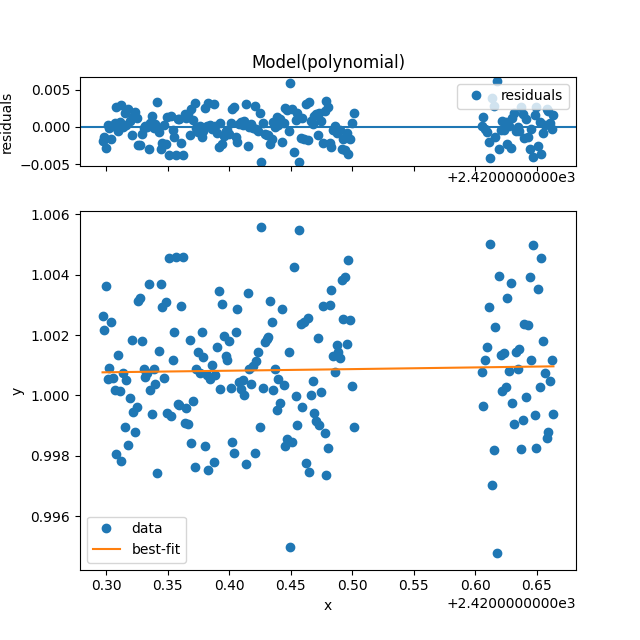 Model(polynomial)
residuals
0.005
0.000
−0.005
residuals
+2.4200000000e3
1.006
1.004
1.002
1.000
0.998
0.996
y
data
best-fit
0.30 0.35 0.40 0.45 0.50 0.55 0.60 0.65
x
+2.4200000000e3